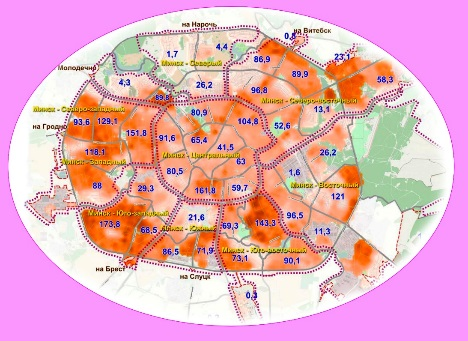 на Нарочь
на Витебск
0,8
4,4
1,7
86,9
23,1
Минск - Северный
Молодечно
89,9
58,3
4,3
26,2
96,8
89,8
Минск - Северо-восточный
Минск - Северо-западный
80,9
13,1
93,6
129,1
104,8
52,6
на Гродно
151,8
91,6
65,4
41,5
118,1
Минск - Центральный
26,2
Минск - Западный
63
80,5
1,6
88
29,3
161,8
59,7
Минск - Восточный
121
Минск - Юго-западный
21,6
96,5
173,8
68,5
Минск - Южный
69,3
143,3
11,3
86,5
71,9
Минск - Юго-восточный
73,1
90,1
на Брест
на Слуцк
0,3